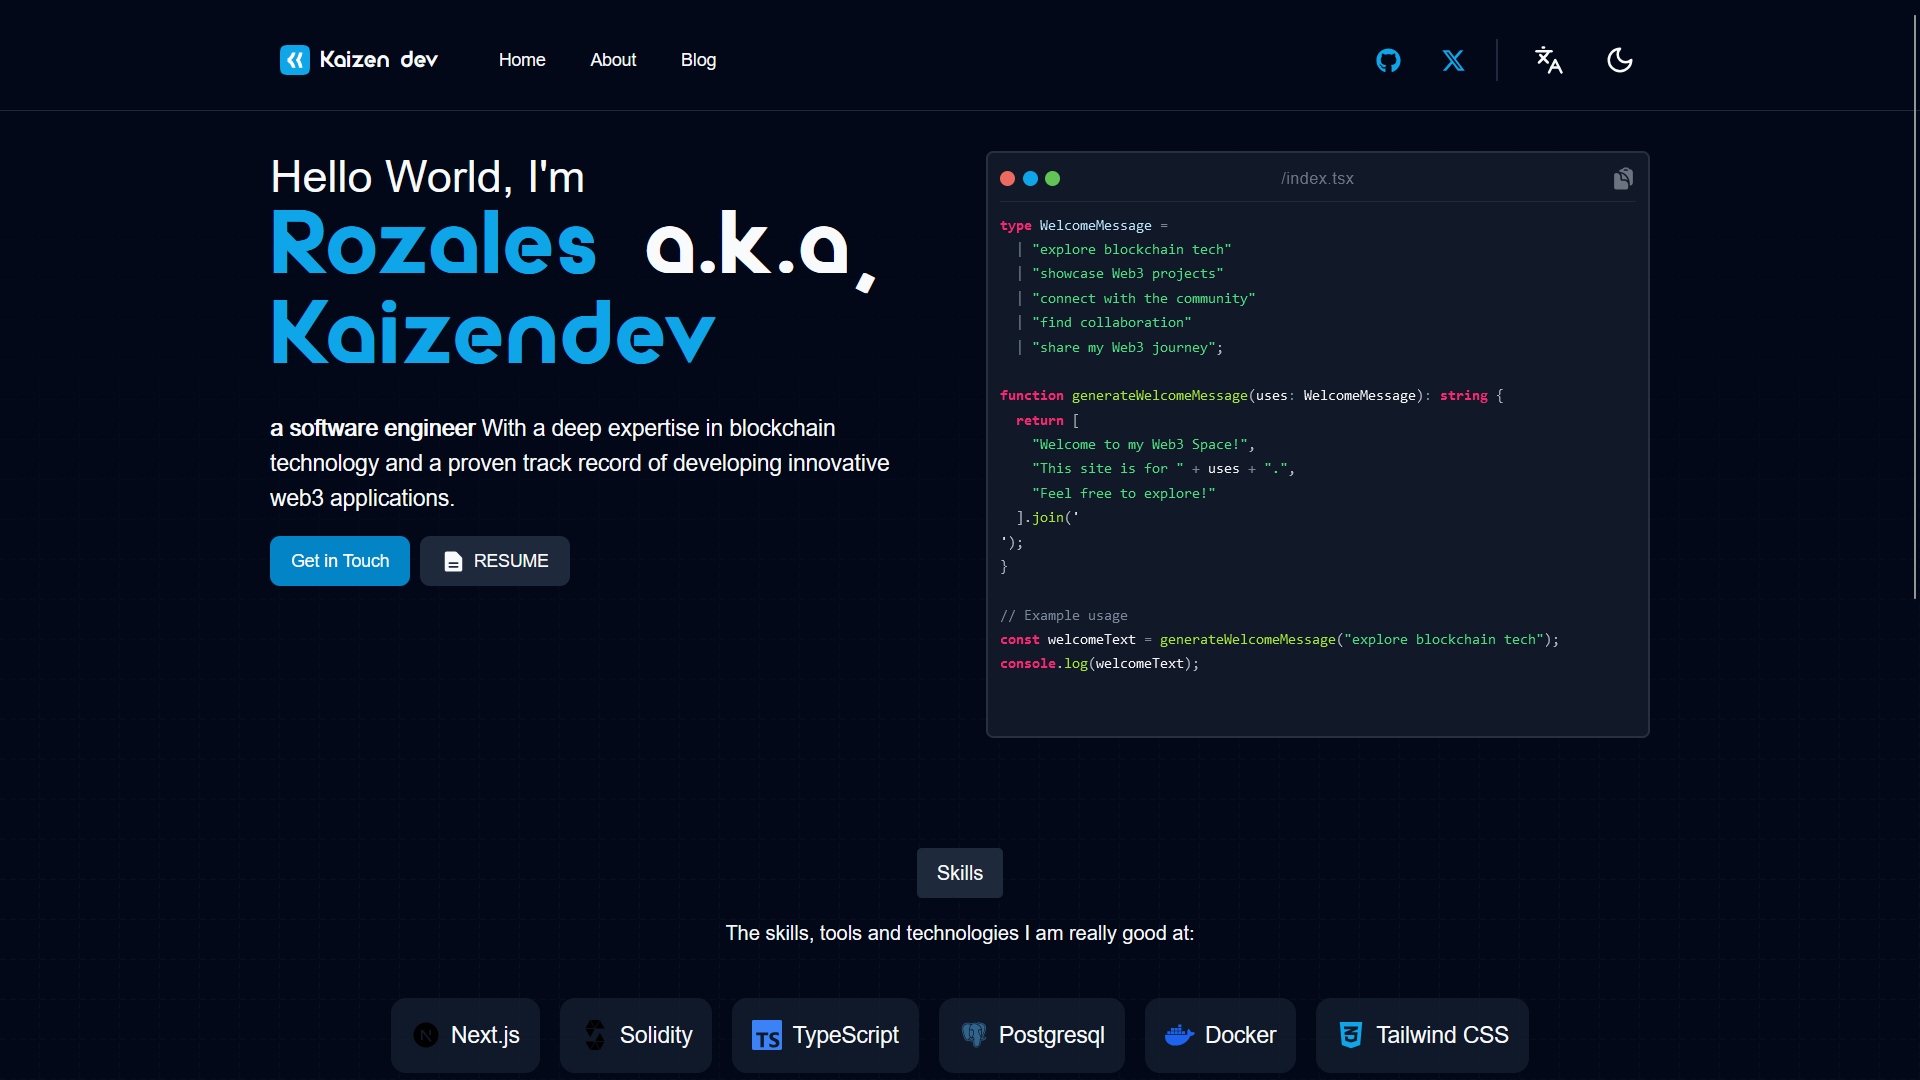 Kaizen dev
Home
About
Blog
Hello World, I'm
Rozales a.k.a.
Kaizendev
a software engineer With a deep expertise in blockchain
technology and a proven track record of developing innovative
web3 applications.
Get in Touch
RESUME
/index.tsx
type WelcomeMessage =
  | "explore blockchain tech"
  | "showcase Web3 projects"
  | "connect with the community"
  | "find collaboration"
  | "share my Web3 journey";
function generateWelcomeMessage(uses: WelcomeMessage): string {
  return [
    "Welcome to my Web3 Space!",
    "This site is for " + uses + ".",
    "Feel free to explore!"
  ].join('
');
}
// Example usage
const welcomeText = generateWelcomeMessage("explore blockchain tech");
console.log(welcomeText);
Skills
The skills, tools and technologies I am really good at:
Next.js
Solidity
TS TypeScript
Postgresql
Docker
Tailwind CSS